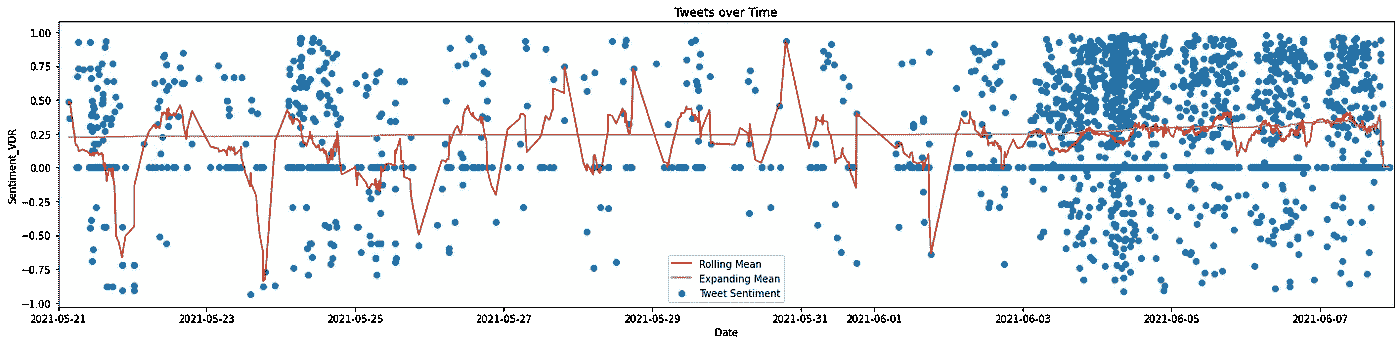 Tweets over Time
Sentiment_VDR
1.00
0.75
0.50
0.25
0.00
−0.25
−0.50
−0.75
−1.00
Rolling Mean
Expanding Mean
Tweet Sentiment
2021-05-21 2021-05-23 2021-05-25 2021-05-27 2021-05-29 2021-05-31 2021-06-01 2021-06-03 2021-06-05 2021-06-07
Date